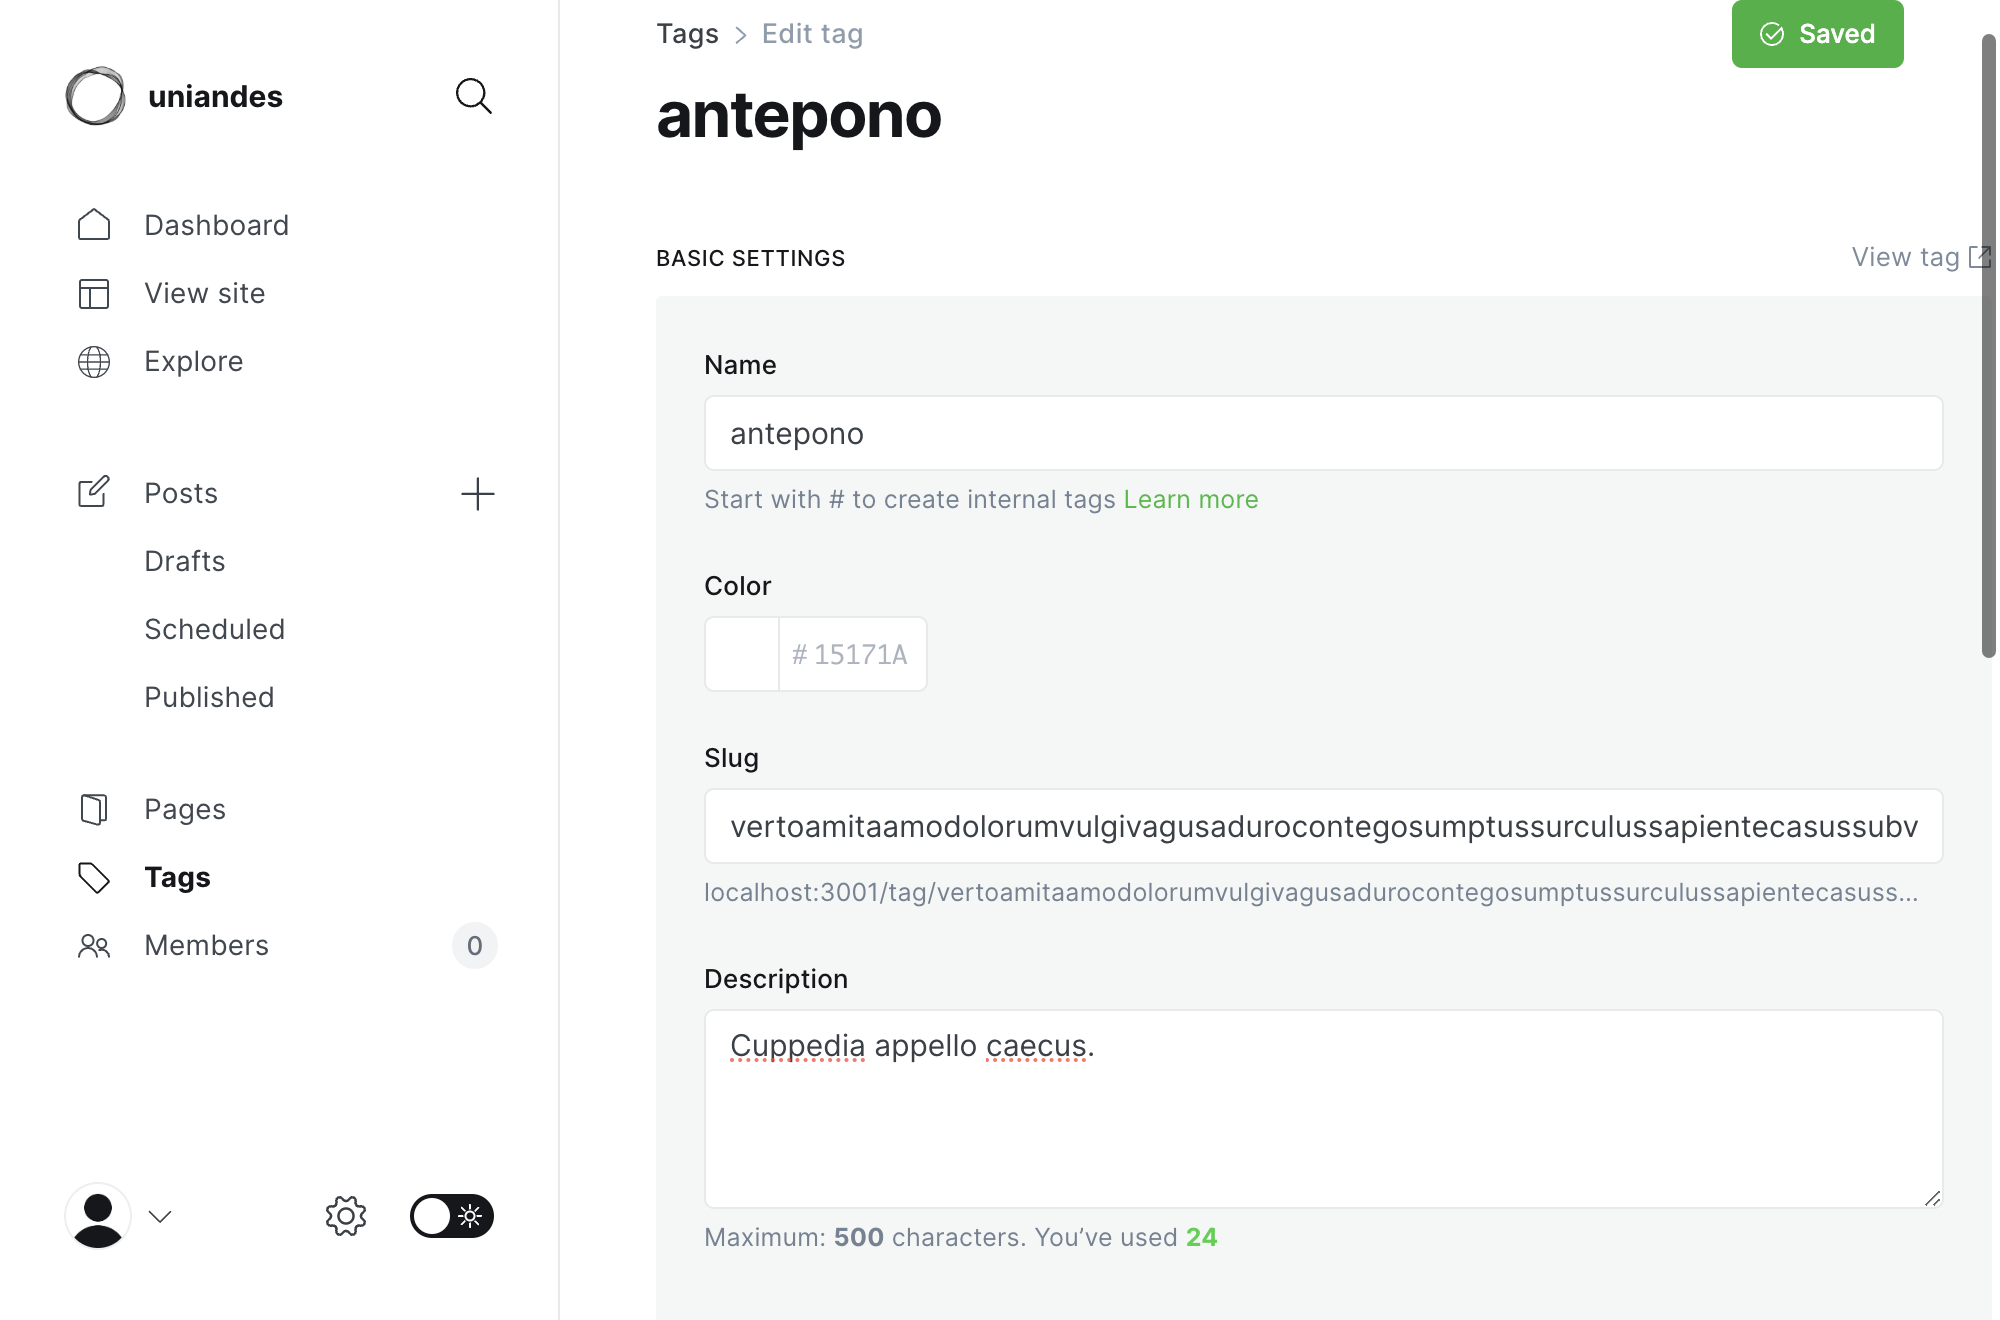 uniandes
Dashboard
View site
Explore
Posts
Drafts
Scheduled
Published
Pages
Tags
Members
0
Tags > Edit tag
Saved
antepono
BASIC SETTINGS
View tag
Name
antepono
Start with # to create internal tags Learn more
Color
# 15171A
Slug
vertoamitaamodolorumvulgivagusadurocontegosumptussurculussapientecasussubv
localhost:3001/tag/vertoamitaamodolorumvulgivagusadurocontegosumptussurculussapientecasuss...
Description
Cuppedia appello caecus.
Maximum: 500 characters. You’ve used 24